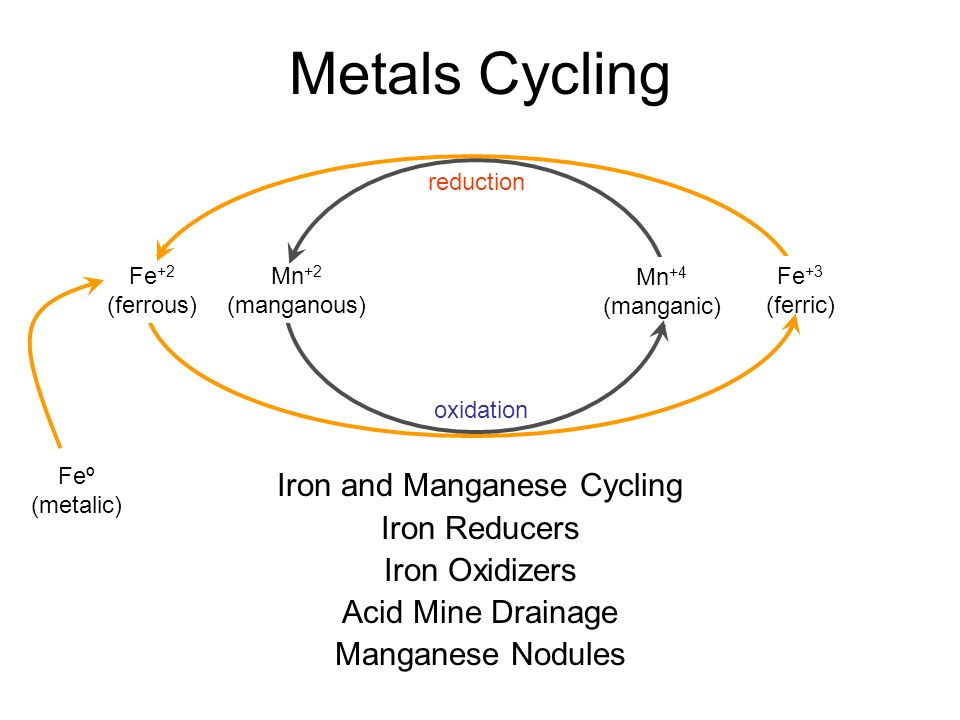 Metals Cycling
reduction
Fe+2
(ferrous)
Mn+2
(manganous)
Mn+4
(manganic)
Fe+3
(ferric)
oxidation
Feº
(metalic)
Iron and Manganese Cycling
Iron Reducers
Iron Oxidizers
Acid Mine Drainage
Manganese Nodules